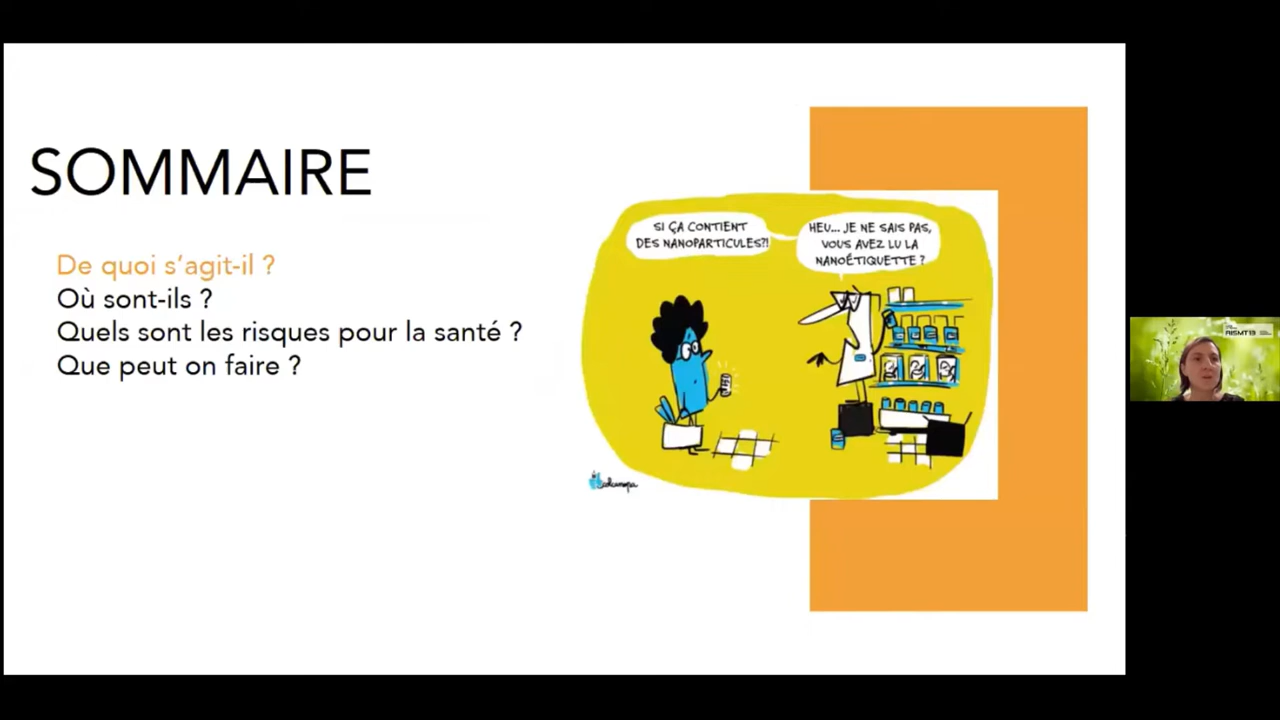 SOMMAIRE
De quoi s’agit-il ?
Où sont-ils ?
Quels sont les risques pour la santé ?
Que peut on faire ?
SI ÇA CONTIENT
DES NANOPARTICULES?!
HEU... JE NE SAIS PAS,
VOUS AVEZ LU LA
NANOÉTIQUETTE ?
AISMT13